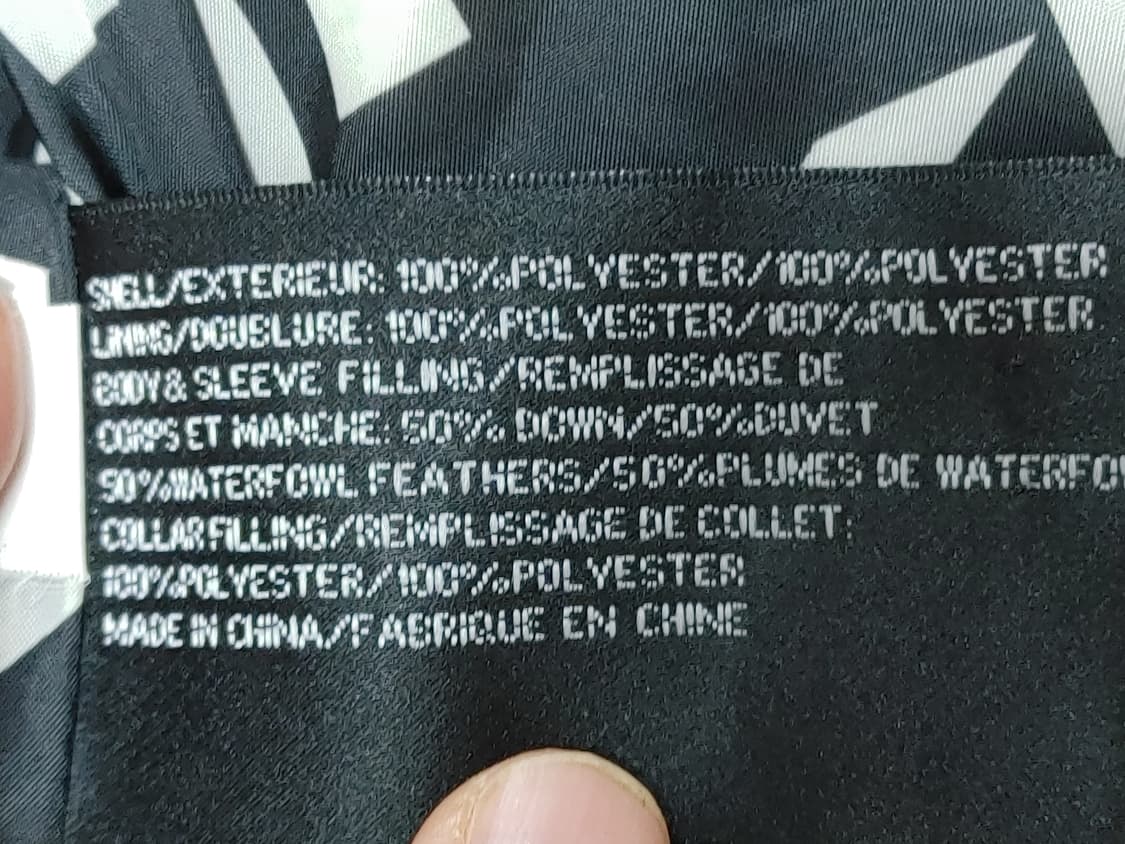 SHELL/EXTERIEUR: 100%POLYESTER/100%POLYESTER
LINING/DOUBLURE: 100%POLYESTER/100%POLYESTER
BODY & SLEEVE FILLING/REMPLISSAGE DE
CORPS ET MANCHE: 50% DOWN/50%DUVET
50%WATERFOWL FEATHERS/50%PLUMES DE
COLLAR FILLING/REMPLISSAGE DE COLLET:
100%POLYESTER/100%POLYESTER
MADE IN CHINA/FABRIQUE EN CHINE